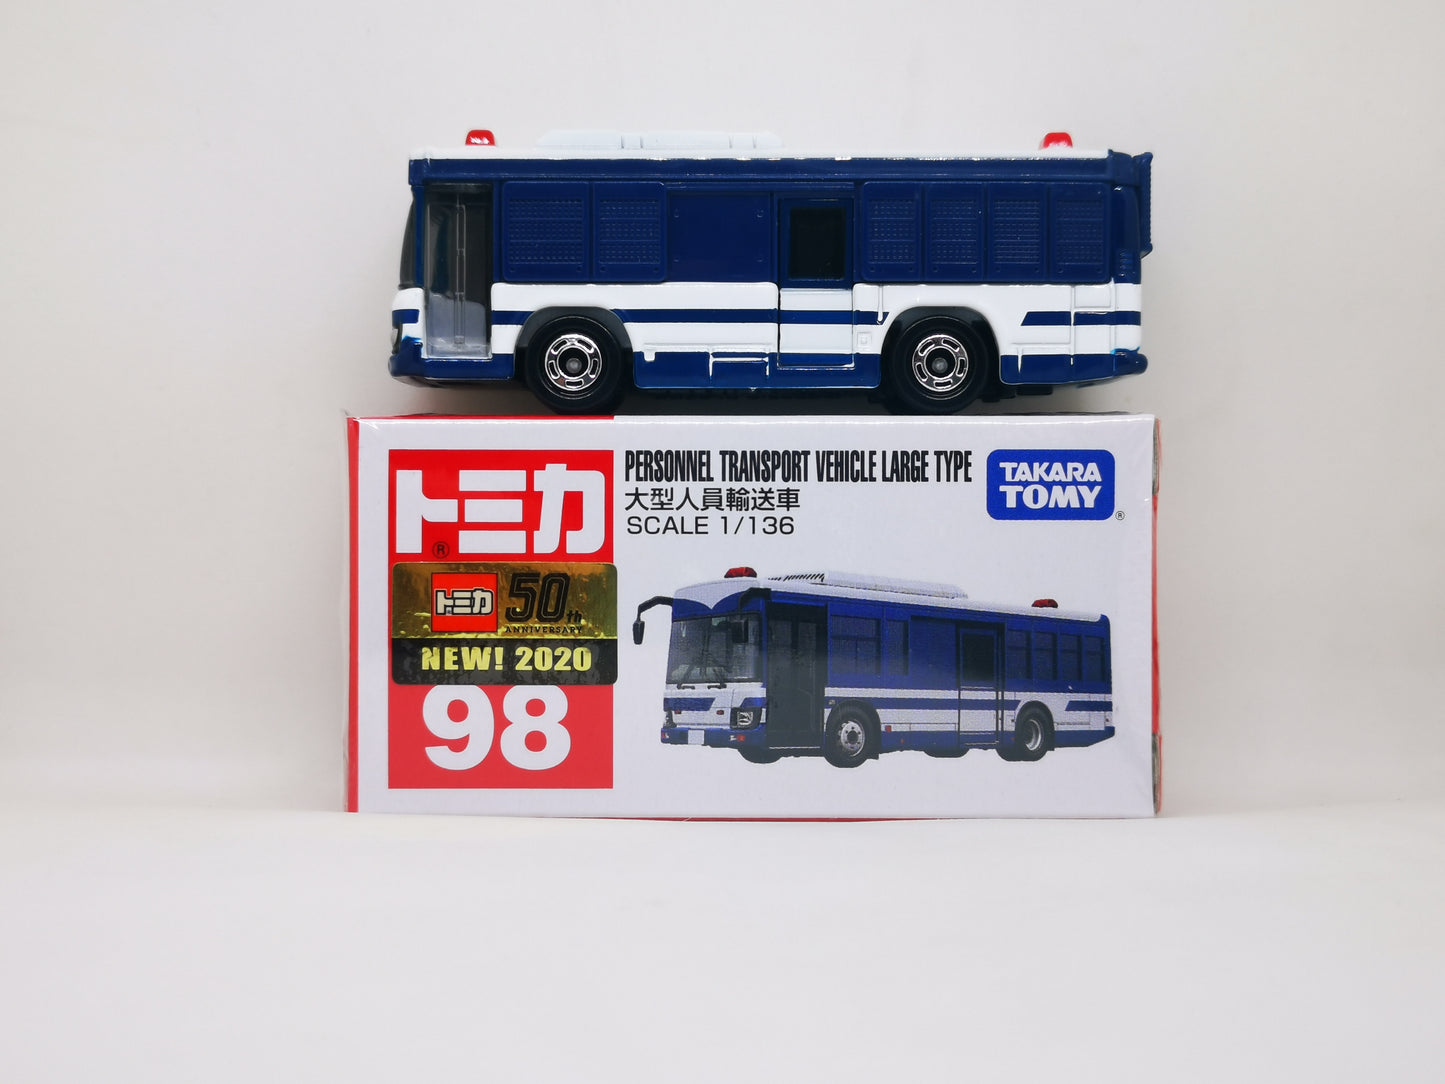 トミカ
®
PERSONNEL TRANSPORT VEHICLE LARGE TYPE
大型人員輸送車
SCALE 1/136
TAKARA
TOMY
®
トミカ
50th
ANNIVERSARY
NEW! 2020
98